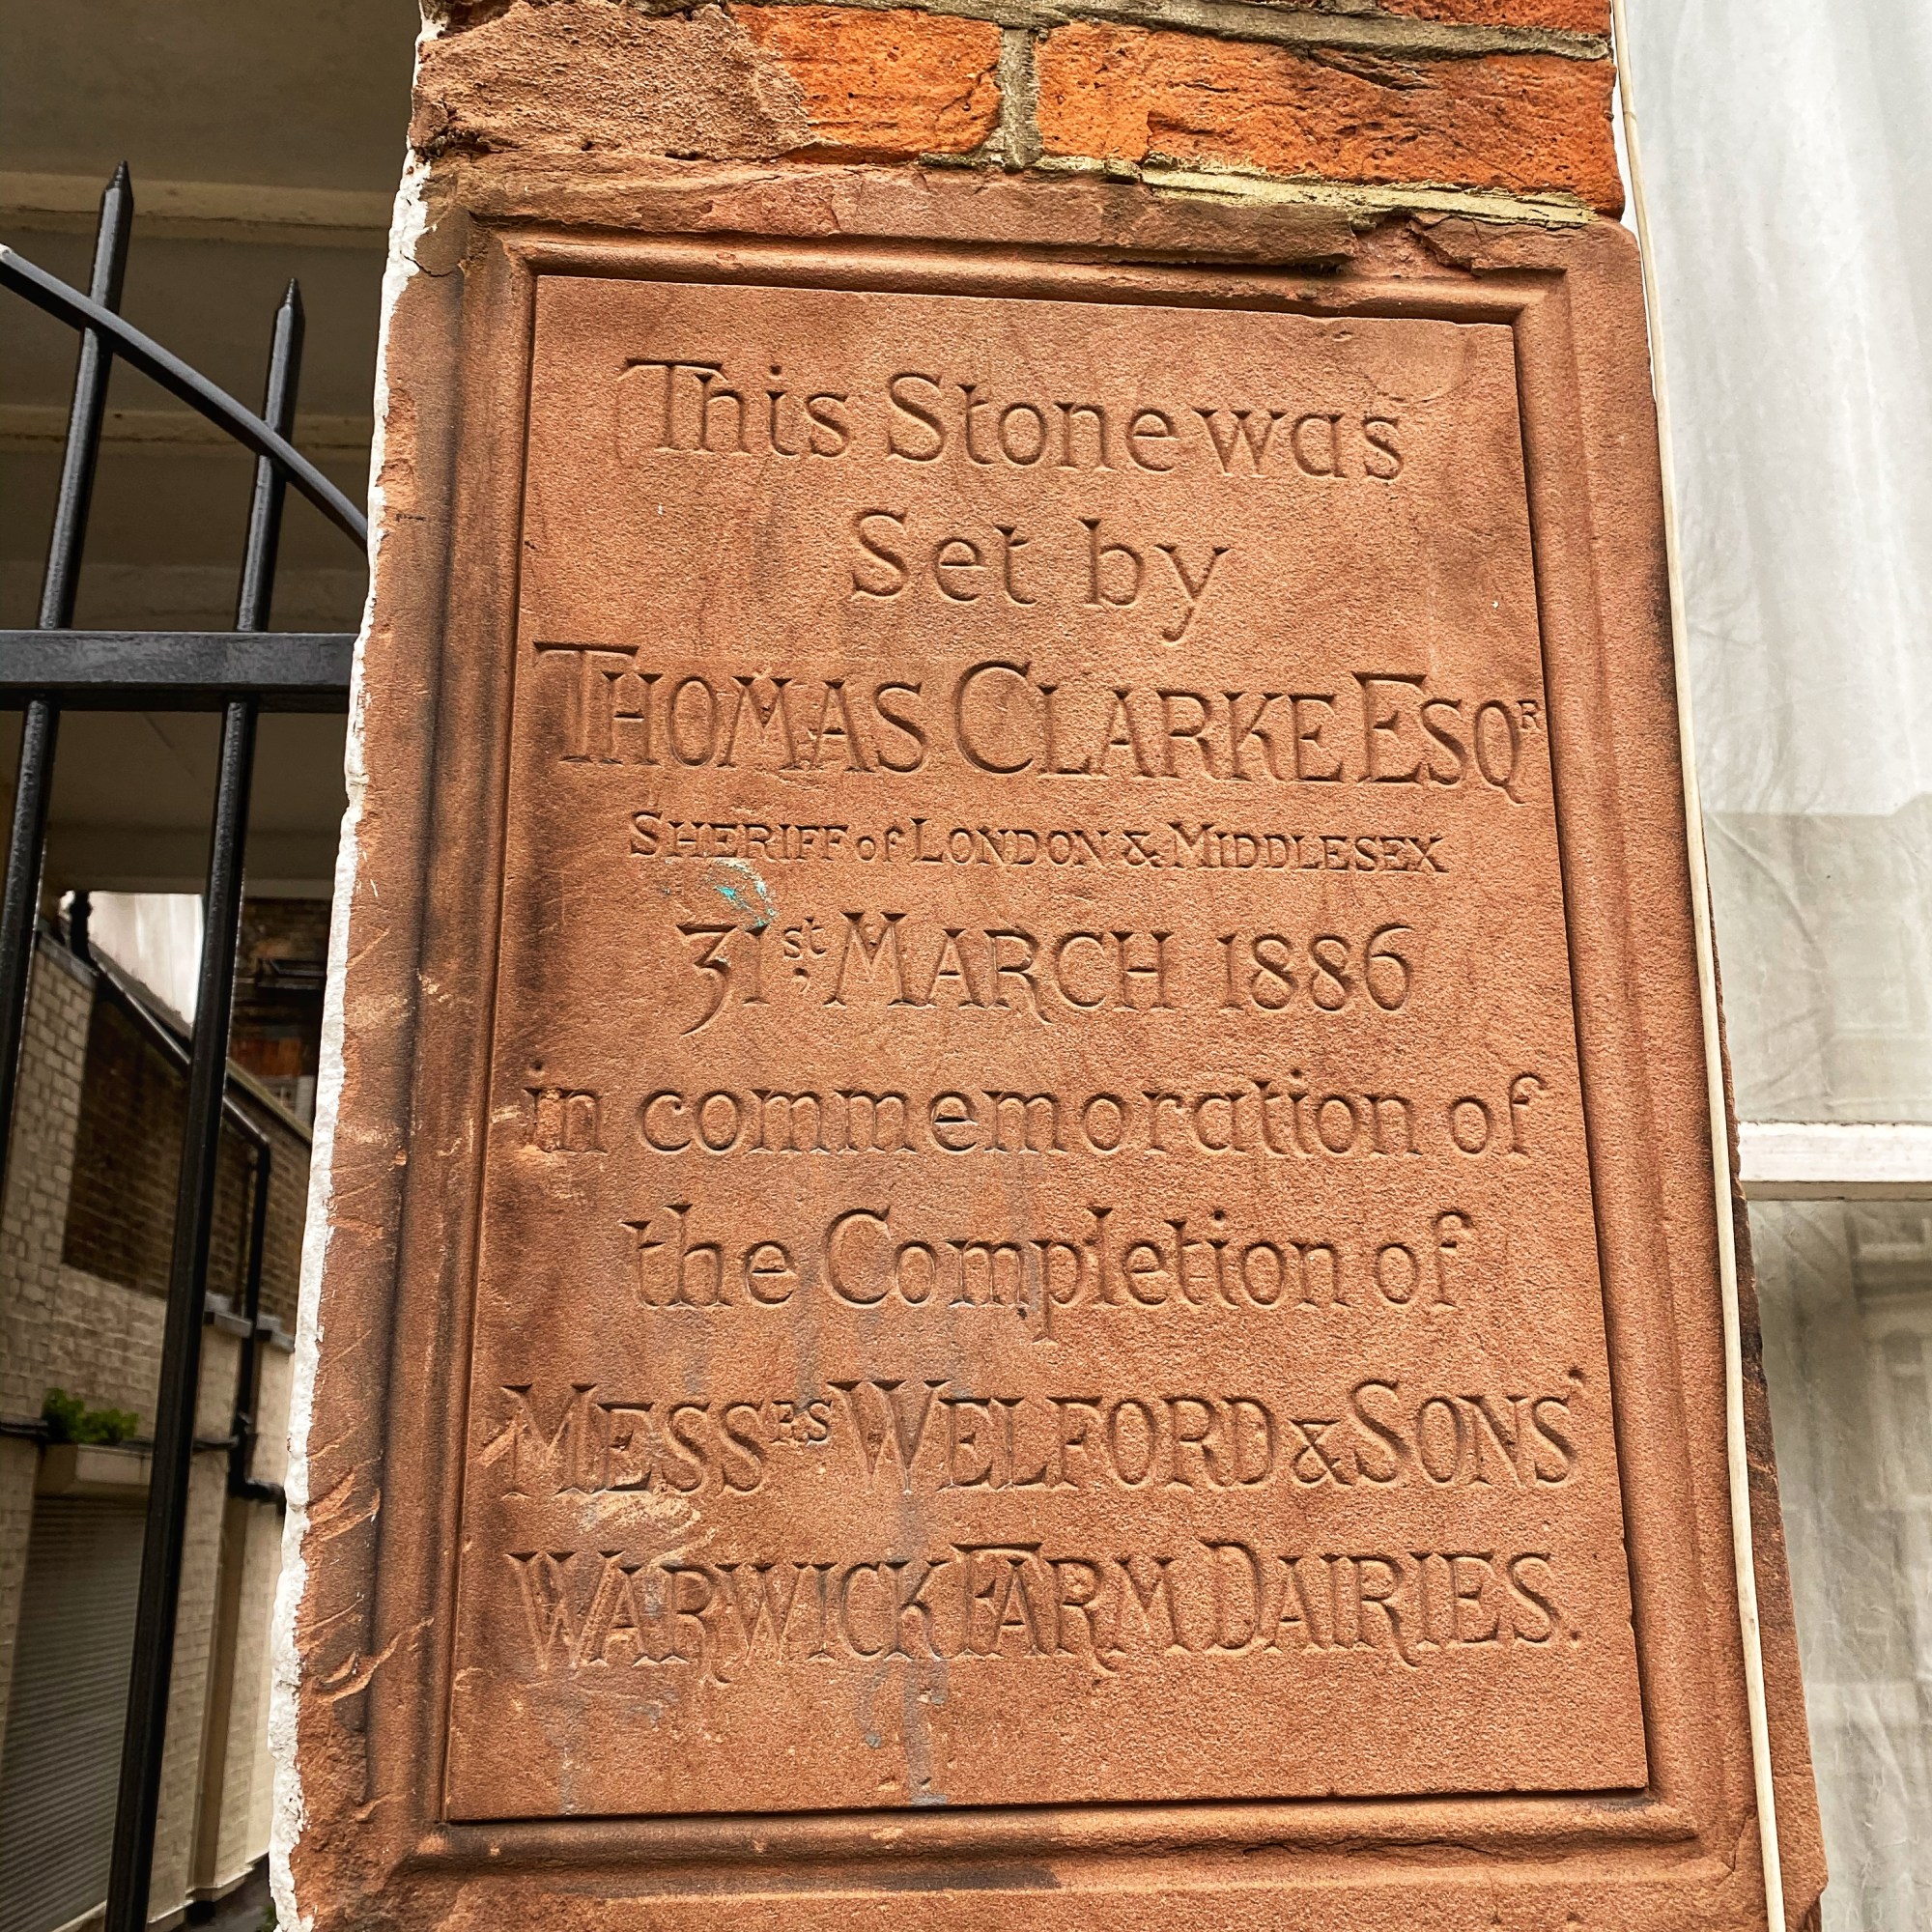 This Stone was
Set by
THOMAS CLARKE ESQR
SHERIFF of LONDON & MIDDLESEX
31st, MARCH 1886
in commemoration of
the Completion of
MESSRS WELFORD & SONS'
WARWICK FARM DAIRIES.